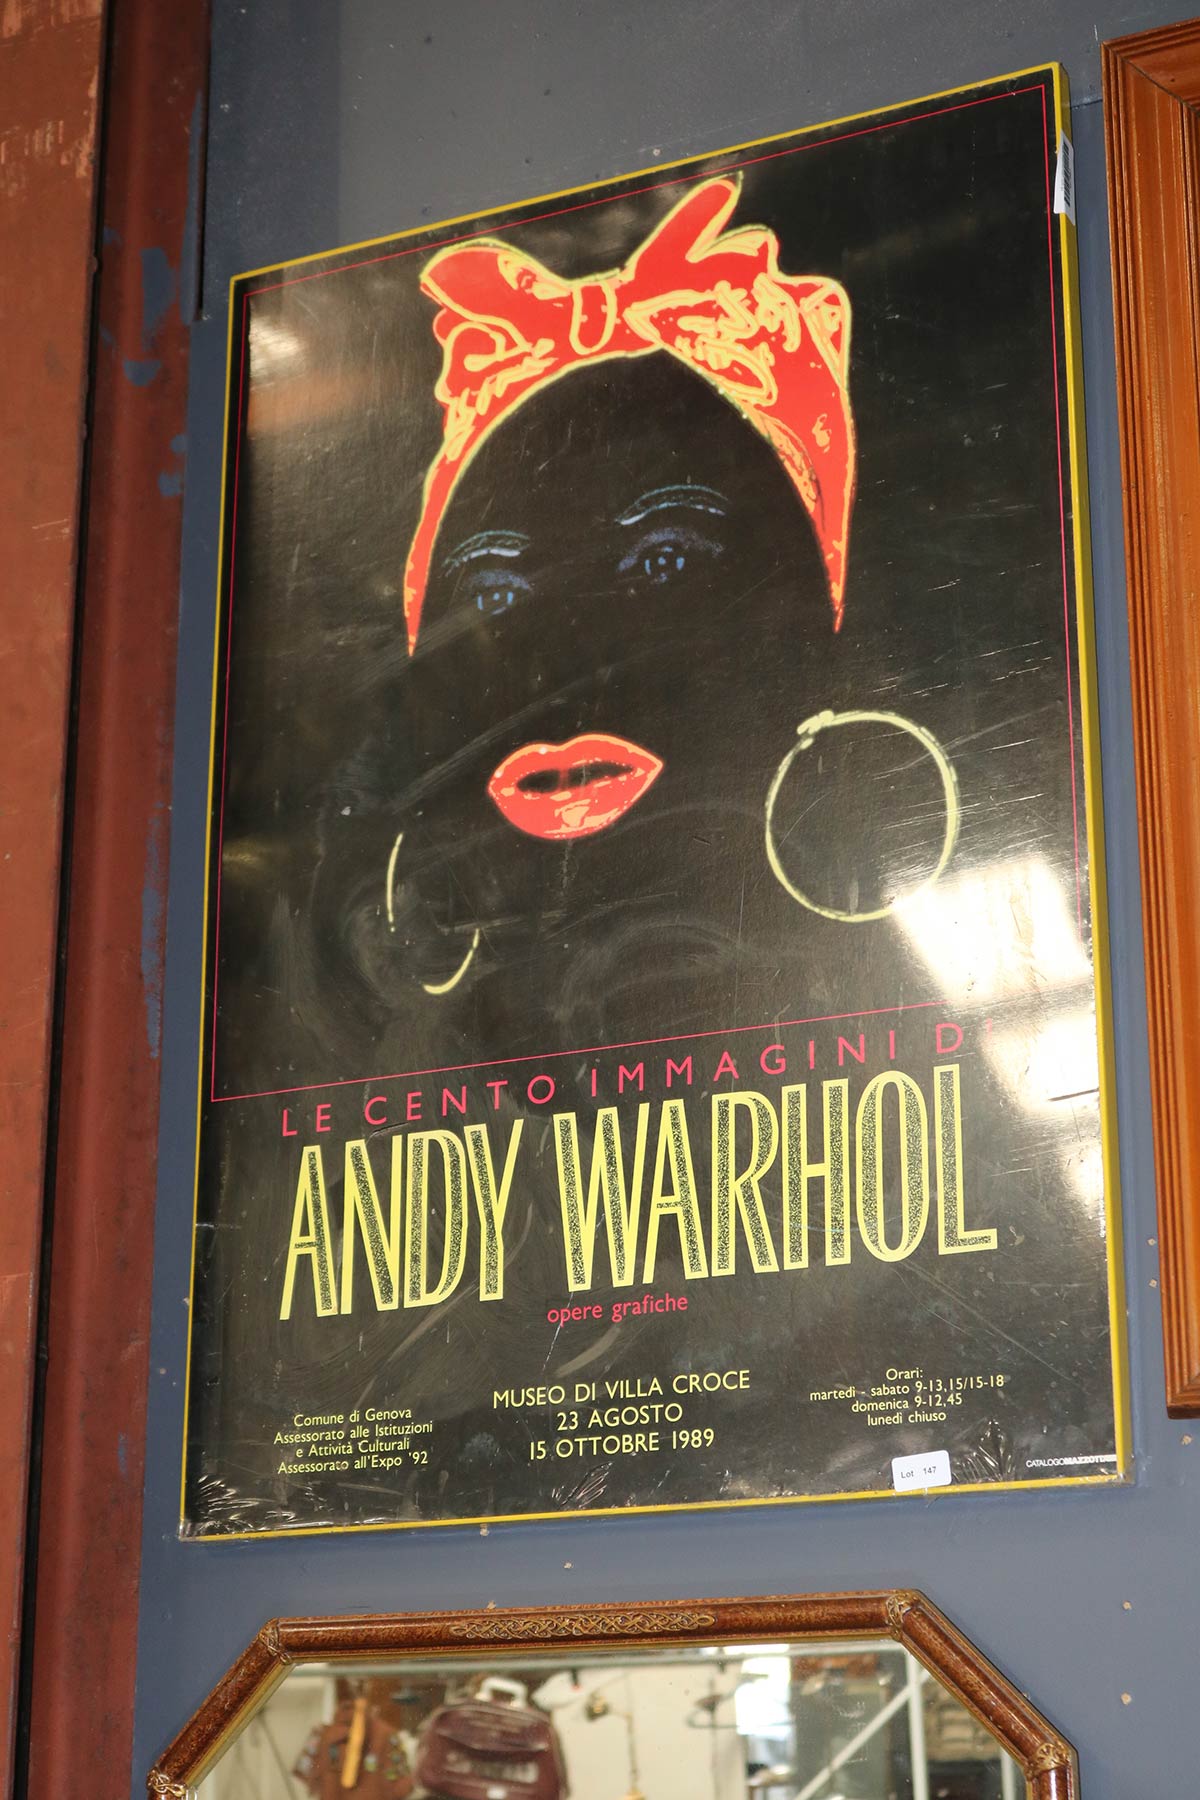 LE CENTO IMMAGINI DI
ANDY WARHOL
opere grafiche
MUSEO DI VILLA CROCE
23 AGOSTO
15 OTTOBRE 1989
Comune di Genova
Assessorato alle Istituzioni
e Attività Culturali
Assessorato all'Expo '92
Orari:
martedì - sabato 9-13,15/15-18
domenica 9-12,45
lunedì chiuso
Lot 147
CATALOGO